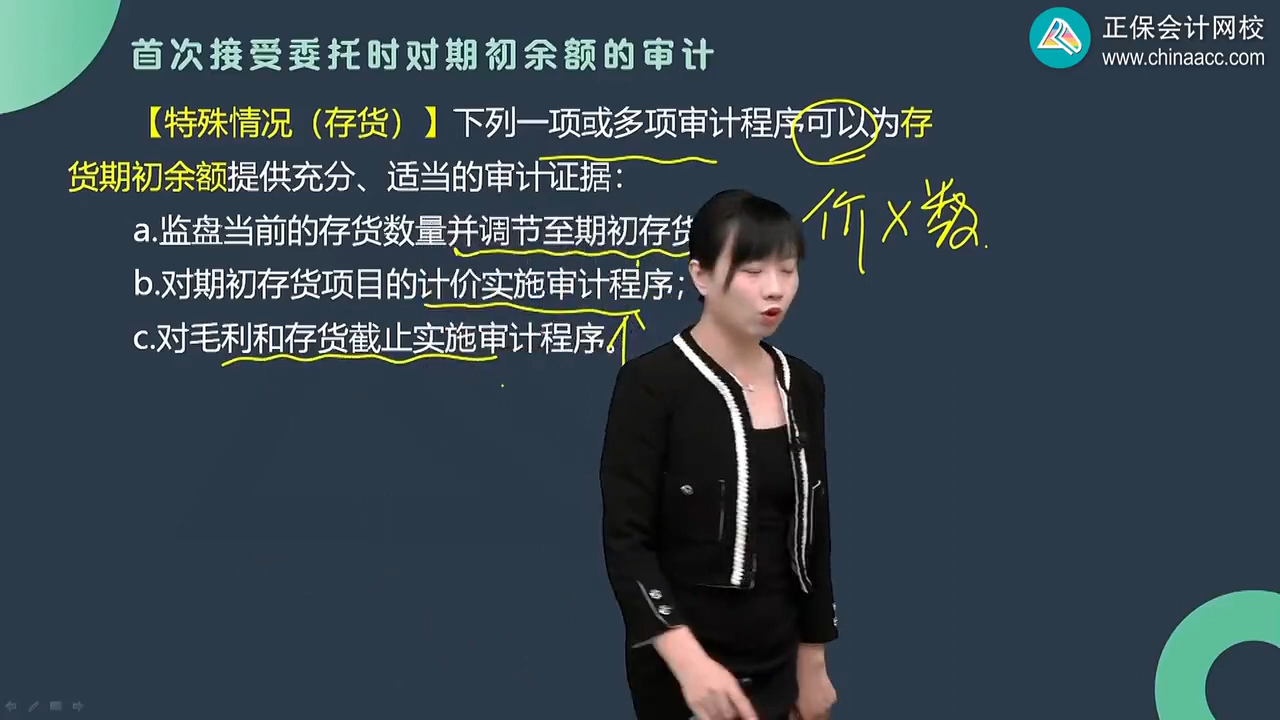 正保会计网校
www.chinaacc.com
首次接受委托时对期初余额的审计
【特殊情况（存货）】下列一项或多项审计程序可以为存
货期初余额提供充分、适当的审计证据：
a.监盘当前的存货数量并调节至期初存货
b.对期初存货项目的计价实施审计程序；
c.对毛利和存货截止实施审计程序。
价×数